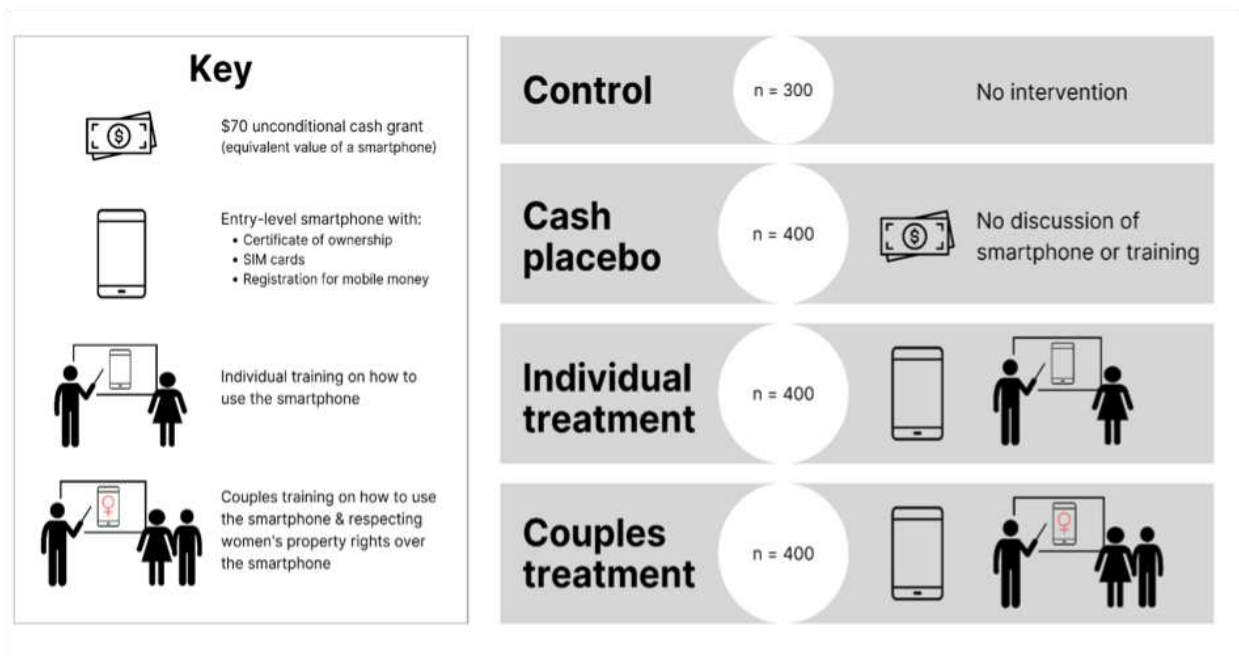 Key
$70 unconditional cash grant
(equivalent value of a smartphone)
Entry-level smartphone with:
• Certificate of ownership
• SIM cards
• Registration for mobile money
Individual training on how to
use the smartphone
Couples training on how to use
the smartphone & respecting
women's property rights over
the smartphone
Control
n = 300
No intervention
Cash
placebo
n = 400
No discussion of
smartphone or training
Individual
treatment
n = 400
Couples
treatment
n = 400